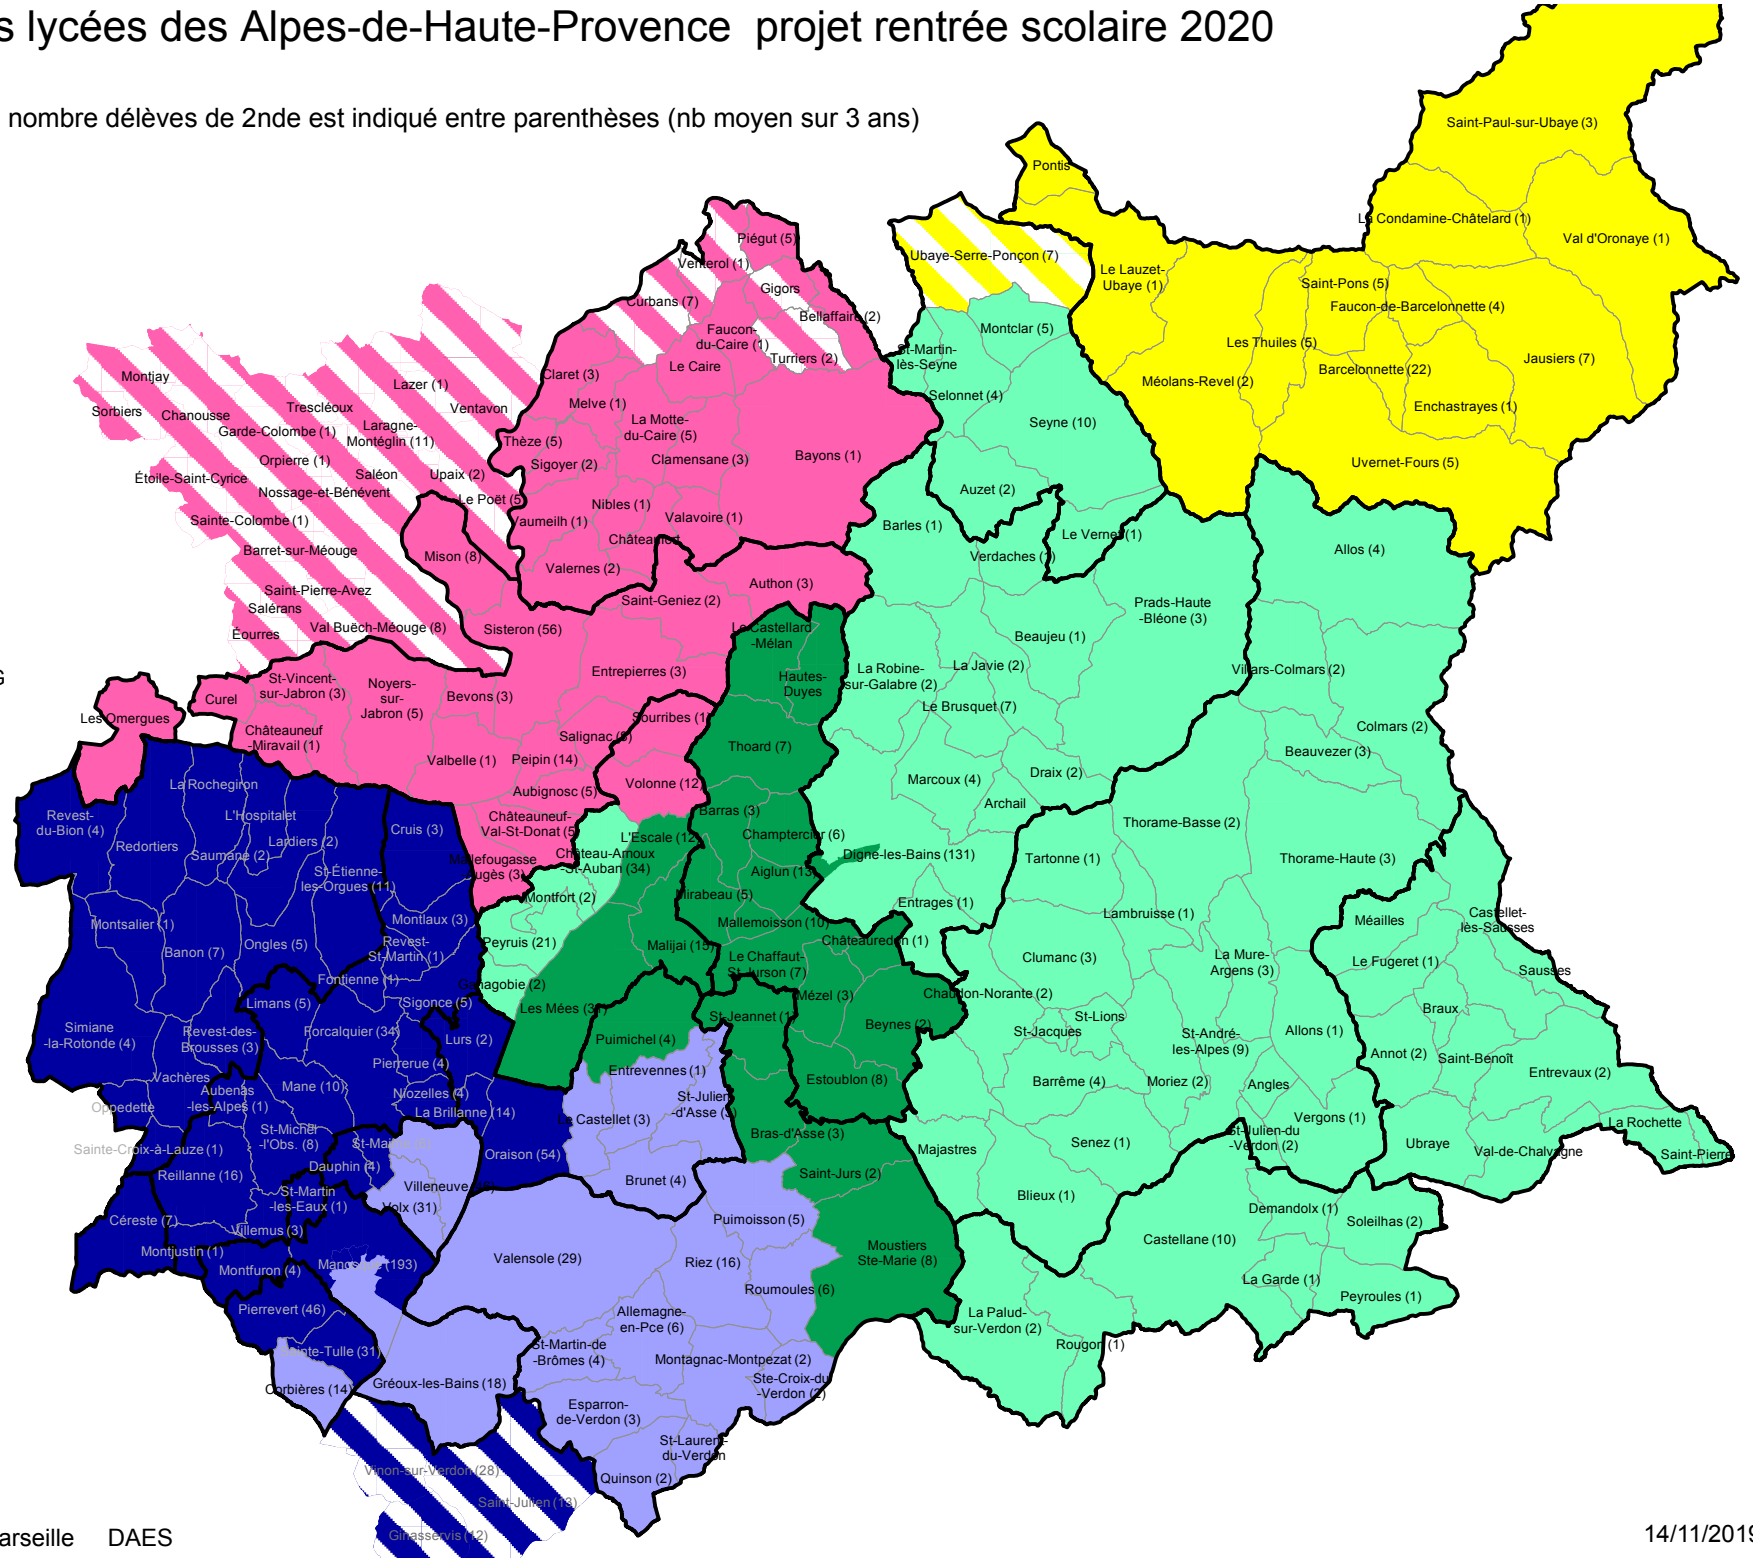 s lycées des Alpes-de-Haute-Provence projet rentrée scolaire 2020
nombre délèves de 2nde est indiqué entre parenthèses (nb moyen sur 3 ans)
Saint-Paul-sur-Ubaye (3)
Pontis
La Condamine-Châtelard (1)
Val d'Oronaye (1)
Piégut (5)
Venterol (1)
Ubaye-Serre-Ponçon (7)
Le Lauzet-
Ubaye (1)
Saint-Pons (5)
Gigors
Curbans (7)
Bellaffaire (2)
Faucon-de-Barcelonnette (4)
Faucon-
du-Caire (1)
Montclar (5)
Les Thuiles (5)
St-Martin-
lès-Seyne
Turriers (2)
Le Caire
Jausiers (7)
Barcelonnette (22)
Méolans-Revel (2)
Montjay
Claret (3)
Lazer (1)
Selonnet (4)
Melve (1)
Enchastrayes (1)
Sorbiers
Chanousse
Trescléoux
Ventavon
La Motte-
du-Caire (5)
Seyne (10)
Garde-Colombe (1)
Laragne-
Montéglin (11)
Thèze (5)
Bayons (1)
Orpierre (1)
Sigoyer (2)
Clamensane (3)
Uvernet-Fours (5)
Étoile-Saint-Cyrice
Saléon
Upaix (2)
Nossage-et-Bénévent
Le Poët (5)
Auzet (2)
Nibles (1)
Sainte-Colombe (1)
Vaumeilh (1)
Valavoire (1)
Barles (1)
Le Vernet (1)
Châteaufort
Barret-sur-Méouge
Mison (8)
Verdaches (1)
Allos (4)
Valernes (2)
Authon (3)
Saint-Pierre-Avez
Saint-Geniez (2)
Prads-Haute
-Bléone (3)
Salérans
Éourres
Val Buëch-Méouge (8)
Sisteron (56)
Le Castellard
-Mélan
Beaujeu (1)
La Javie (2)
Entrepierres (3)
La Robine-
sur-Galabre (2)
Villars-Colmars (2)
St-Vincent-
sur-Jabron (3)
Noyers-
sur-
Jabron (5)
Hautes-
Duyes
Curel
Bevons (3)
Le Brusquet (7)
Les Omergues
Sourribes (1)
Colmars (2)
Châteauneuf
-Miravail (1)
Salignac (8)
Thoard (7)
Beauvezer (3)
Valbelle (1)
Peipin (14)
Draix (2)
Marcoux (4)
La Rochegiron
Volonne (12)
Aubignosc (5)
Archail
Barras (3)
Revest-
du-Bion (4)
L'Hospitalet
Châteauneuf-
Val-St-Donat (5)
Thorame-Basse (2)
Cruis (3)
L'Escale (12)
Champtercier (6)
Redortiers
Saumane (2)
Lardiers (2)
Château-Arnoux
-St-Auban (34)
Digne-les-Bains (131)
Tartonne (1)
Thorame-Haute (3)
Mallefougasse
Augès (3)
Aiglun (13)
St-Étienne-
les-Orgues (11)
Montfort (2)
Mirabeau (5)
Entrages (1)
Lambruisse (1)
Montsalier (1)
Montlaux (3)
Mallemoisson (10)
Méailles
Castellet-
lès-Sausses
Peyruis (21)
Malijai (15)
Châteauredon (1)
Banon (7)
Ongles (5)
Revest-
St-Martin (1)
Le Chaffaut-
St-Jurson (7)
Clumanc (3)
La Mure-
Argens (3)
Le Fugeret (1)
Sausses
Fontienne (1)
Ganagobie (2)
Mézel (3)
Chaudon-Norante (2)
Limans (5)
Sigonce (5)
Les Mées (31)
St-Jeannet (1)
Braux
Simiane
-la-Rotonde (4)
Revest-des-
Brousses (3)
Forcalquier (34)
Lurs (2)
Puimichel (4)
Beynes (2)
St-Lions
St-Jacques
St-André-
les-Alpes (9)
Allons (1)
Annot (2)
Saint-Benoît
Pierrerue (4)
Entrevennes (1)
Estoublon (8)
Entrevaux (2)
Vachères
Mane (10)
Niozelles (4)
Barrême (4)
Moriez (2)
Angles
Aubenas
-les-Alpes (1)
Oppedette
La Brillanne (14)
St-Julien
-d'Asse (3)
Le Castellet (3)
Vergons (1)
La Rochette
St-Michel
-l'Obs. (8)
Bras-d'Asse (3)
St-Julien-du
-Verdon (2)
Sainte-Croix-à-Lauze (1)
Majastres
Senez (1)
Ubraye
Val-de-Chalvagne
Saint-Pierre
Oraison (54)
Dauphin (4)
Reillanne (16)
Saint-Jurs (2)
Brunet (4)
Villeneuve
St-Martin
-les-Eaux (1)
Volx (31)
Blieux (1)
Céreste (7)
Villemus (3)
Puimoisson (5)
Demandolx (1)
Soleilhas (2)
Castellane (10)
Montjustin (1)
Valensole (29)
Moustiers
Ste-Marie (8)
Montfuron (4)
Manosque (193)
Riez (16)
La Garde (1)
Roumoules (6)
Peyroules (1)
Pierrevert (46)
Allemagne-
en-Pce (6)
La Palud-
sur-Verdon (2)
Rougon (1)
Sainte-Tulle (31)
St-Martin-de
-Brômes (4)
Montagnac-Montpezat (2)
Corbières (14)
Gréoux-les-Bains (18)
Ste-Croix-du
-Verdon (2)
Esparron-
de-Verdon (3)
St-Laurent-
du-Verdon
Vinon-sur-Verdon (28)
Quinson (2)
Saint-Julien (13)
Ginasservis (12)
arseille DAES
14/11/2019